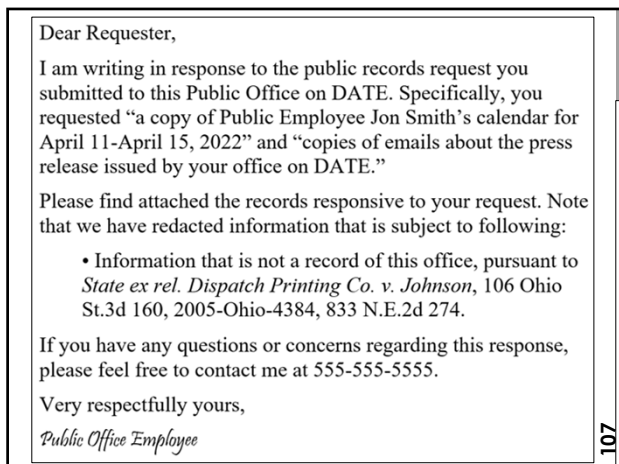 Dear Requester,
I am writing in response to the public records request you
submitted to this Public Office on DATE. Specifically, you
requested “a copy of Public Employee Jon Smith’s calendar for
April 11-April 15, 2022” and “copies of emails about the press
release issued by your office on DATE.”
Please find attached the records responsive to your request. Note
that we have redacted information that is subject to following:
• Information that is not a record of this office, pursuant to
State ex rel. Dispatch Printing Co. v. Johnson, 106 Ohio
St.3d 160, 2005-Ohio-4384, 833 N.E.2d 274.
If you have any questions or concerns regarding this response,
please feel free to contact me at 555-555-5555.
Very respectfully yours,
Public Office Employee
107